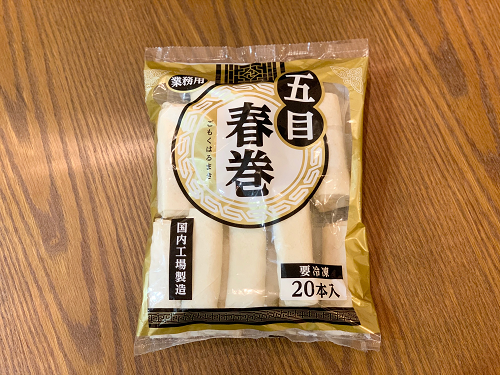 業務用
五目
春巻
ごもくはるまき
国内工場製造
要冷凍
20本入